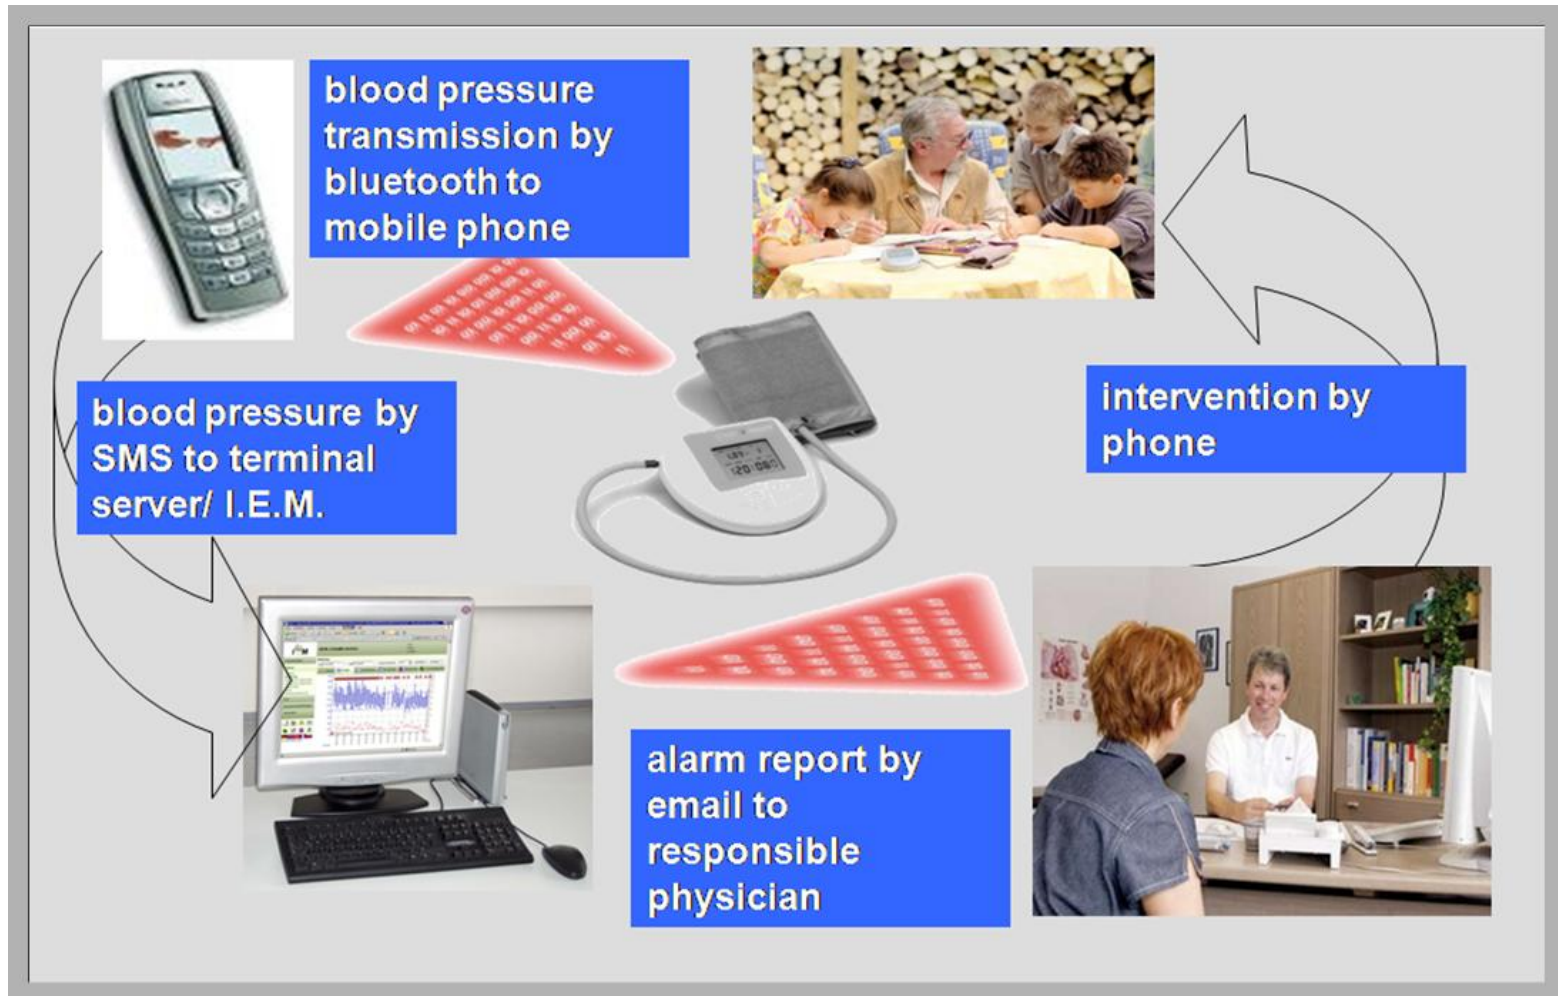 blood pressure
transmission by
bluetooth to
mobile phone
blood pressure by
SMS to terminal
server/ I.E.M.
intervention by
phone
alarm report by
email to
responsible
physician